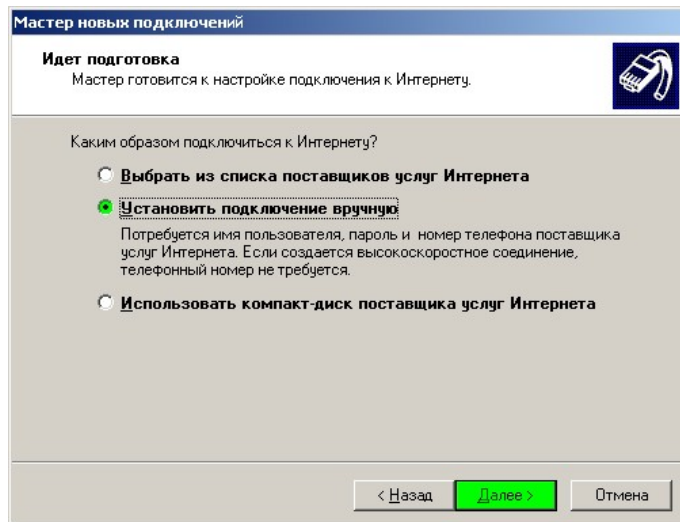 Мастер новых подключений
Идет подготовка
Мастер готовится к настройке подключения к Интернету.
Каким образом подключиться к Интернету?
Выбрать из списка поставщиков услуг Интернета
Установить подключение вручную
Потребуется имя пользователя, пароль и номер телефона поставщика
услуг Интернета. Если создается высокоскоростное соединение,
телефонный номер не требуется.
Использовать компакт-диск поставщика услуг Интернета
< Назад Далее > Отмена